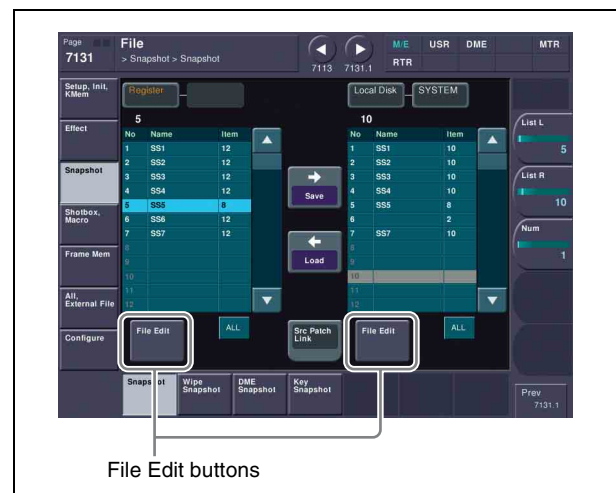 Page
7131
File
> Snapshot > Snapshot
7113
7131.1
M/E USR DME MTR
RTR
Setup, Init,
KMem
Effect
Snapshot
Shotbox,
Macro
Frame Mem
All,
External File
Configure
Register
5
No Name Item
1 SS1 12
2 SS2 12
3 SS3 12
4 SS4 12
5 SS5 8
6 SS6 12
7 SS7 12
8
9
10
11
12
File Edit
ALL
Save
Load
Src Patch
Link
Local Disk
SYSTEM
10
No Name Item
1 SS1 10
2 SS2 10
3 SS3 10
4 SS4 10
5 SS5 8
6 2
7 SS7 10
8
9
10
11
12
File Edit
ALL
List L
5
List R
10
Num
1
Snapshot
Wipe
Snapshot
DME
Snapshot
Key
Snapshot
Prev
7131.1
File Edit buttons